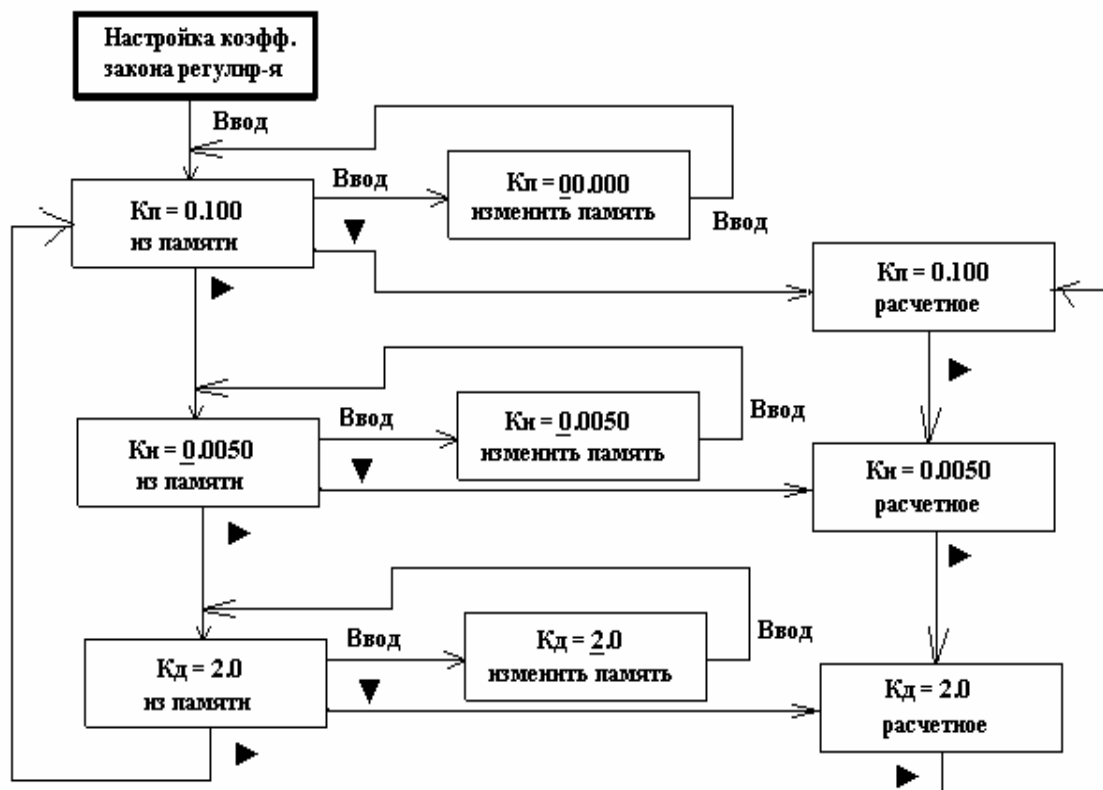 Настройка коэфф.
закона регулир-я
Ввод
Кп = 0.100
из памяти
Ввод
Кп = 00.000
изменить память
Ввод
Кп = 0.100
расчетное
Ки = 0.0050
из памяти
Ввод
Ки = 0.0050
изменить память
Ввод
Ки = 0.0050
расчетное
Кд = 2.0
из памяти
Ввод
Кд = 2.0
изменить память
Ввод
Кд = 2.0
расчетное